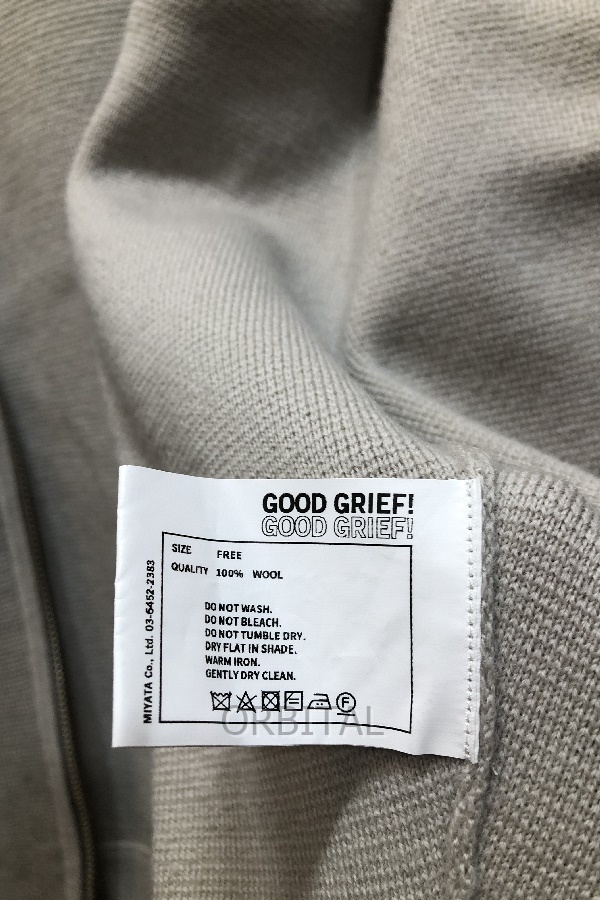 GOOD GRIEF!
GOOD GRIEF!
SIZE FREE
QUALITY 100% WOOL
DO NOT WASH.
DO NOT BLEACH.
DO NOT TUMBLE DRY.
DRY FLAT IN SHADE.
WARM IRON.
GENTLY DRY CLEAN.
F
MIYATA Co., Ltd. 03-6452-2383
ORBITAL